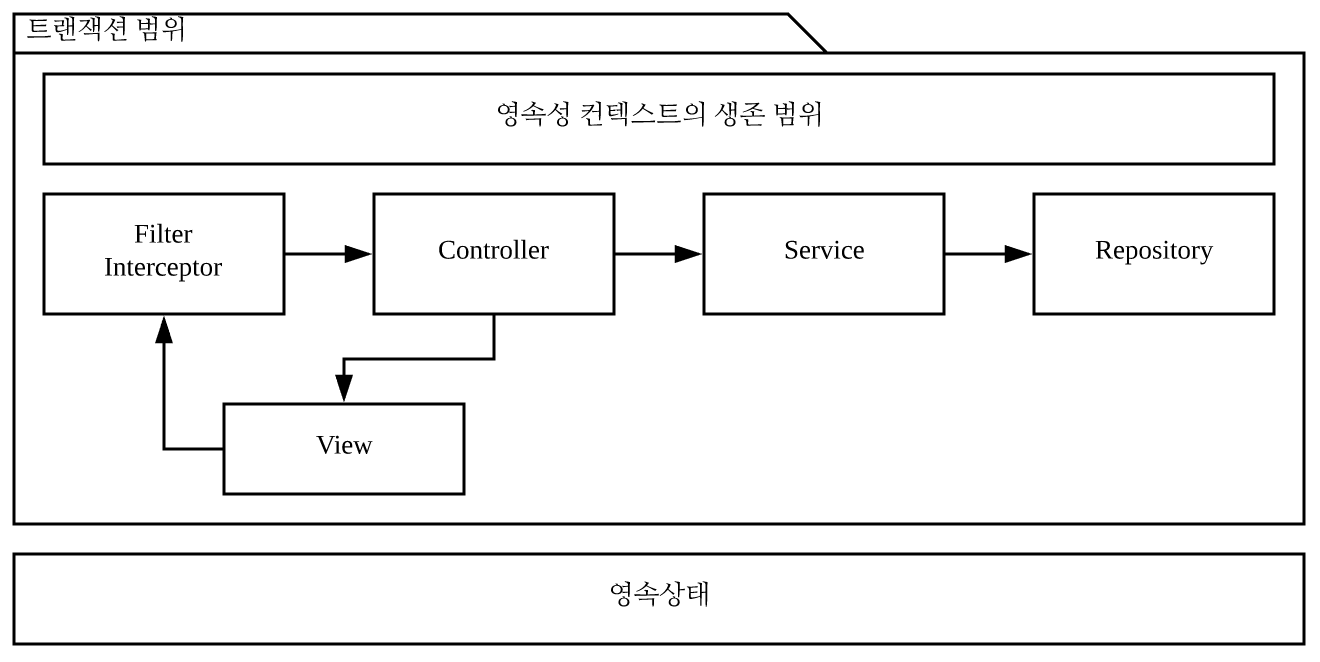 트랜잭션 범위
영속성 컨텍스트의 생존 범위
Filter
Interceptor
Controller
Service
Repository
View
영속상태